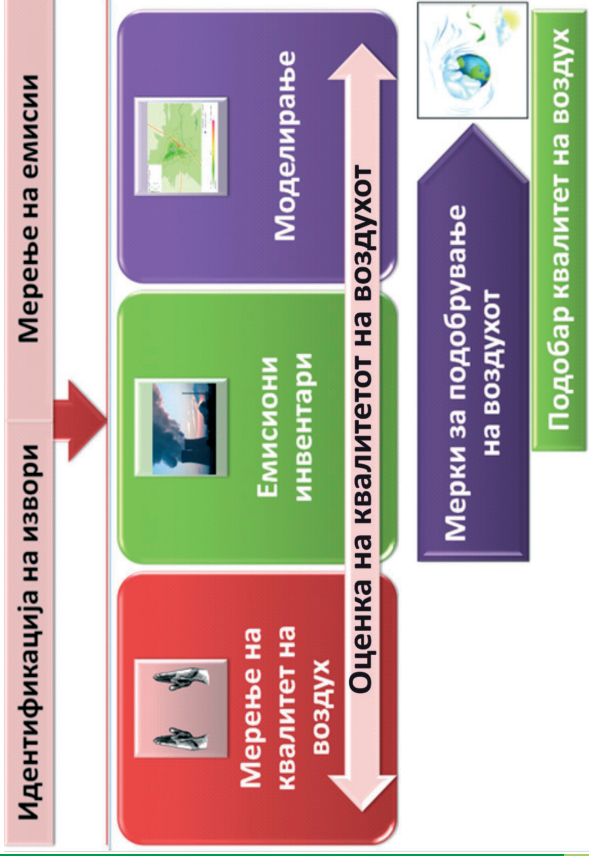 Идентификација на извори
Мерење на емисии
Мерење на
квалитет на
воздух
Емисиони
инвентари
Моделирање
Оценка на квалитетот на воздухот
Мерки за подобрување
на воздухот
Подобар квалитет на воздух